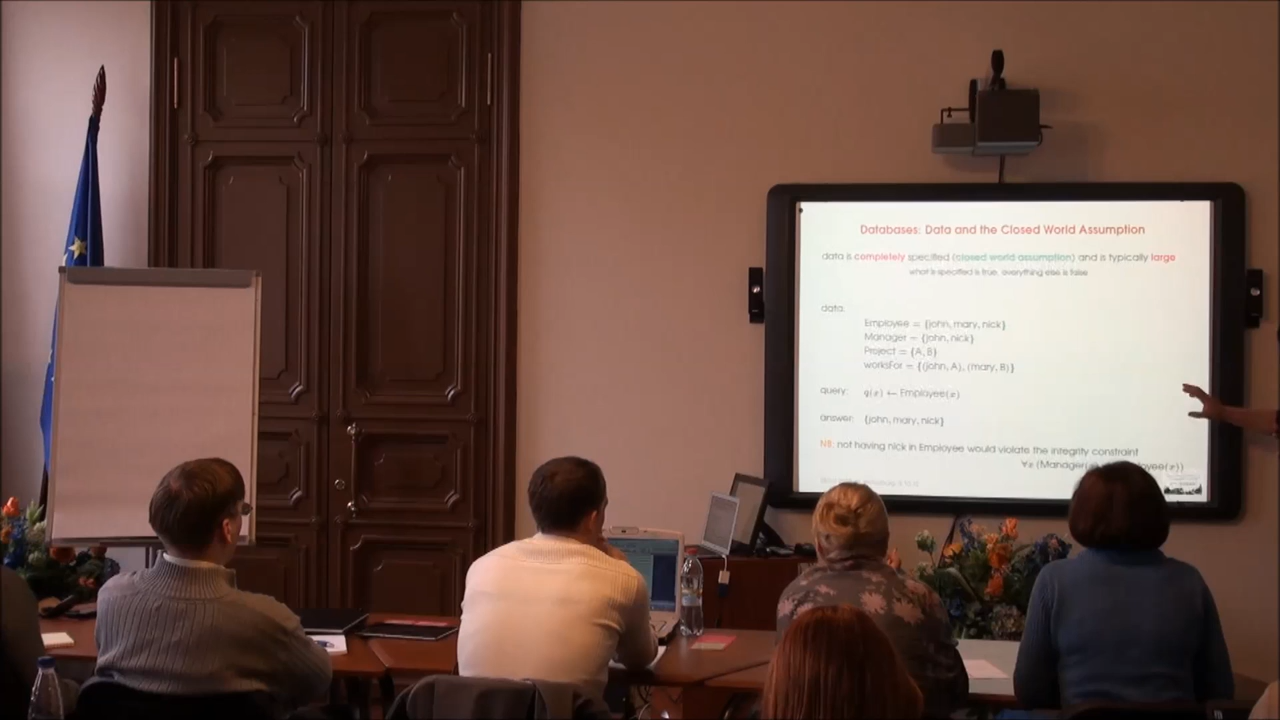 Databases: Data and the Closed World Assumption
data is completely specified (closed world assumption) and is typically large
what is specified is true, everything else is false
data:
Employee = {john, mary, nick}
Manager = {john, nick}
Project = {A, B}
worksFor = {(john, A), (mary, B)}
query: q(x) ← Employee(x)
answer: {john, mary, nick}
NB: not having nick in Employee would violate the integrity constraint
∀x (Manager(